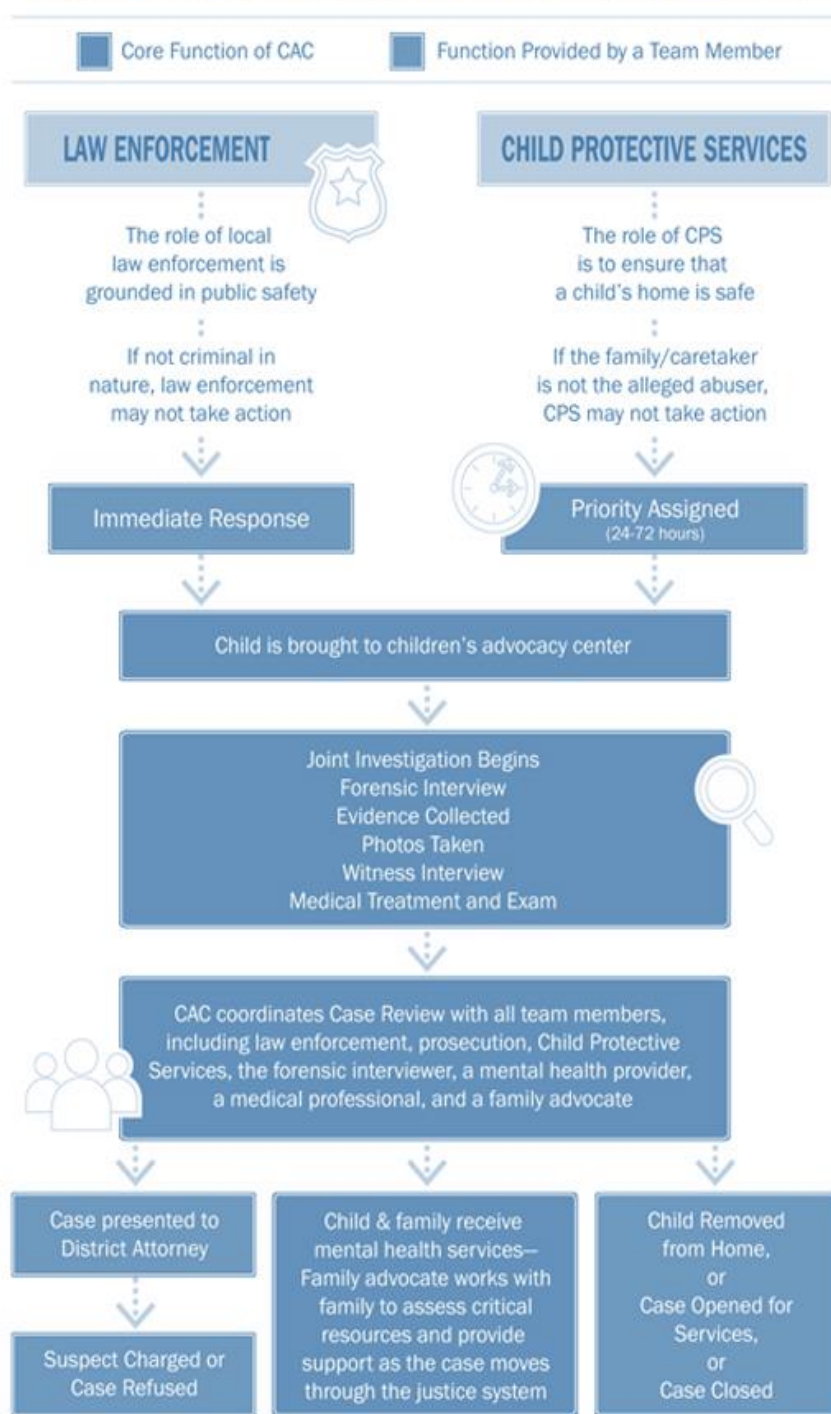 Core Function of CAC
Function Provided by a Team Member
LAW ENFORCEMENT
The role of local
law enforcement is
grounded in public safety
If not criminal in
nature, law enforcement
may not take action
Immediate Response
CHILD PROTECTIVE SERVICES
The role of CPS
is to ensure that
a child's home is safe
If the family/caretaker
is not the alleged abuser,
CPS may not take action
Priority Assigned
(24-72 hours)
Child is brought to children's advocacy center
Joint Investigation Begins
Forensic Interview
Evidence Collected
Photos Taken
Witness Interview
Medical Treatment and Exam
CAC coordinates Case Review with all team members,
including law enforcement, prosecution, Child Protective
Services, the forensic interviewer, a mental health provider,
a medical professional, and a family advocate
Case presented to
District Attorney
Suspect Charged or
Case Refused
Child & family receive
mental health services—
Family advocate works with
family to assess critical
resources and provide
support as the case moves
through the justice system
Child Removed
from Home,
or
Case Opened for
Services,
or
Case Closed